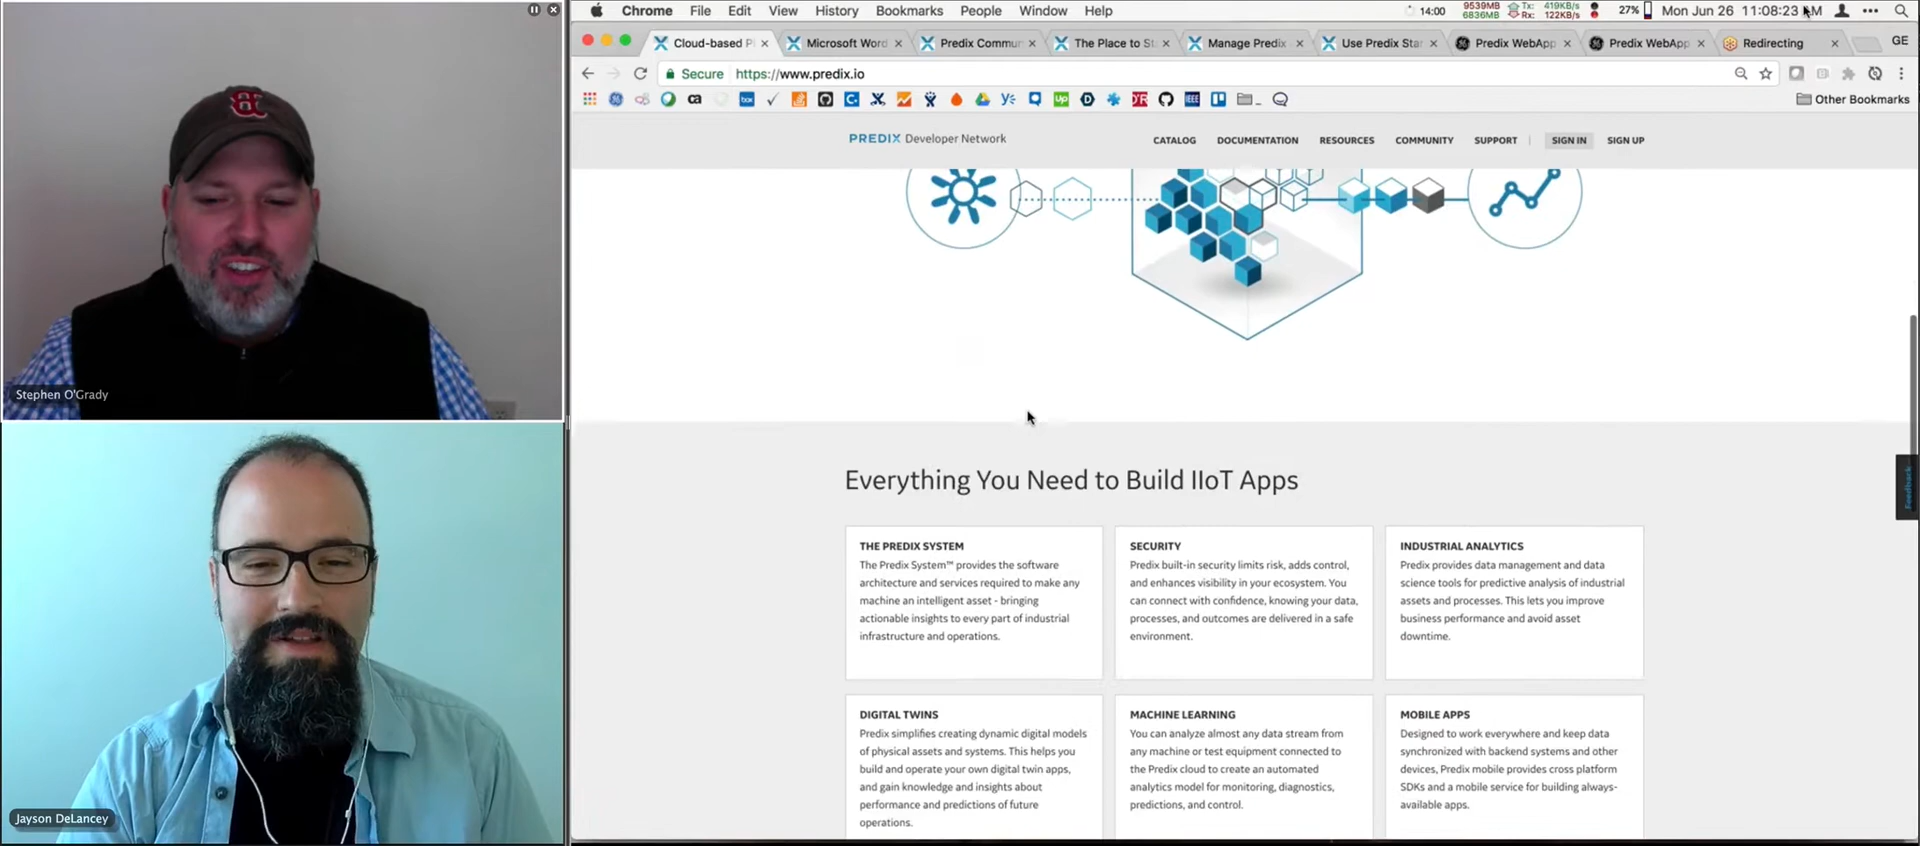 Chrome File Edit View History Bookmarks People Window Help
14:00 9539MB 6836MB Tx: 419KB/s Rx: 122KB/s 27% Mon Jun 26 11:08:23
Cloud-based Microsoft Word Predix Commun The Place to Manage Predix Use Predix Sta Predix WebApp Predix WebApp Redirecting GE
Secure https://www.predix.io
Other Bookmarks
PREDIX Developer Network CATALOG DOCUMENTATION RESOURCES COMMUNITY SUPPORT SIGN IN SIGN UP
Everything You Need to Build IIoT Apps
THE PREDIX SYSTEM
The Predix System™ provides the software
architecture and services required to make any
machine an intelligent asset - bringing
actionable insights to every part of industrial
infrastructure and operations.
SECURITY
Predix built-in security limits risk, adds control,
and enhances visibility in your ecosystem. You
can connect with confidence, knowing your data,
processes, and outcomes are delivered in a safe
environment.
INDUSTRIAL ANALYTICS
Predix provides data management and data
science tools for predictive analysis of industrial
assets and processes. This lets you improve
business performance and avoid asset
downtime.
DIGITAL TWINS
Predix simplifies creating dynamic digital models
of physical assets and systems. This helps you
build and operate your own digital twin apps,
and gain knowledge and insights about
performance and predictions of future
operations.
MACHINE LEARNING
You can analyze almost any data stream from
any machine or test equipment connected to
the Predix cloud to create an automated
analytics model for monitoring, diagnostics,
predictions, and control.
MOBILE APPS
Designed to work everywhere and keep data
synchronized with backend systems and other
devices, Predix mobile provides cross platform
SDKs and a mobile service for building always-
available apps.
Feedback
Stephen O'Grady
Jayson DeLancey